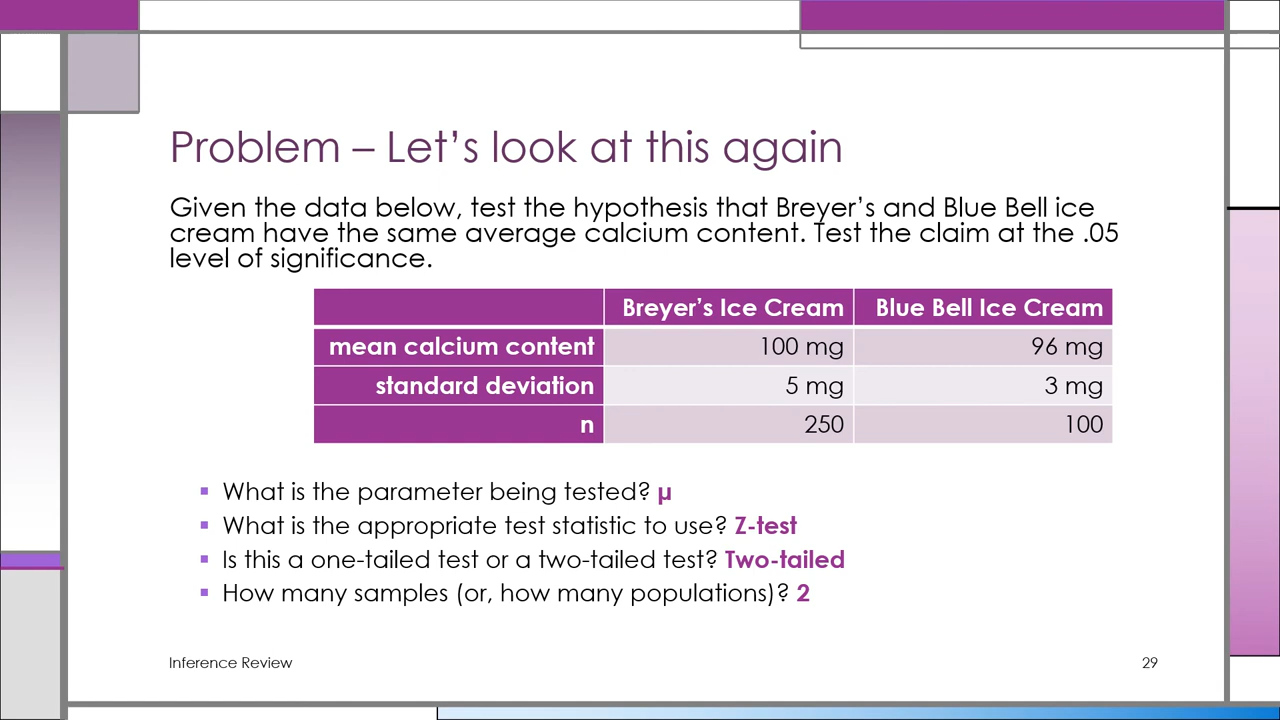 Problem – Let’s look at this again
Given the data below, test the hypothesis that Breyer’s and Blue Bell ice
cream have the same average calcium content. Test the claim at the .05
level of significance.
Breyer’s Ice Cream Blue Bell Ice Cream
mean calcium content 100 mg 96 mg
standard deviation 5 mg 3 mg
n 250 100
▪ What is the parameter being tested? µ
▪ What is the appropriate test statistic to use? Z-test
▪ Is this a one-tailed test or a two-tailed test? Two-tailed
▪ How many samples (or, how many populations)? 2
Inference Review 29